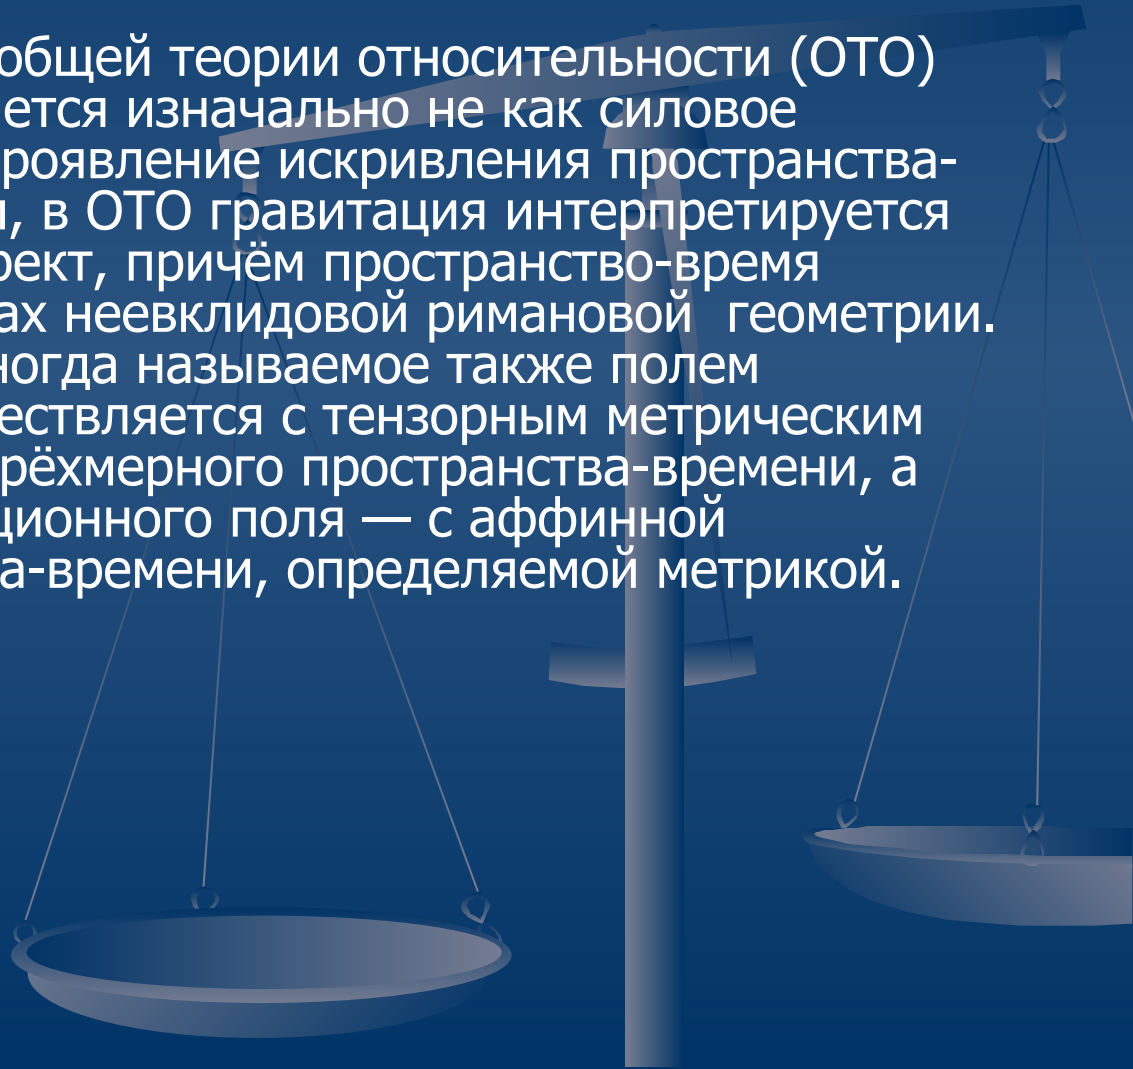 общей теории относительности (ОТО)
ется изначально не как силовое
роявление искривления пространства-
, в ОТО гравитация интерпретируется
ект, причём пространство-время
ах неевклидовой римановой геометрии.
ногда называемое также полем
ествляется с тензорным метрическим
рёхмерного пространства-времени, а
ционного поля — с аффинной
а-времени, определяемой метрикой.